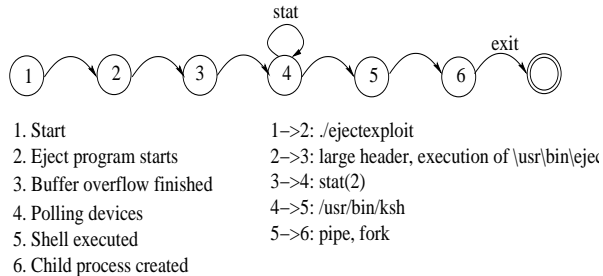 stat
exit
1 2 3 4 5 6
1. Start
2. Eject program starts
3. Buffer overflow finished
4. Polling devices
5. Shell executed
6. Child process created
1−>2: ./ejectexploit
2−>3: large header, execution of \usr\bin\ejec
3−>4: stat(2)
4−>5: /usr/bin/ksh
5−>6: pipe, fork